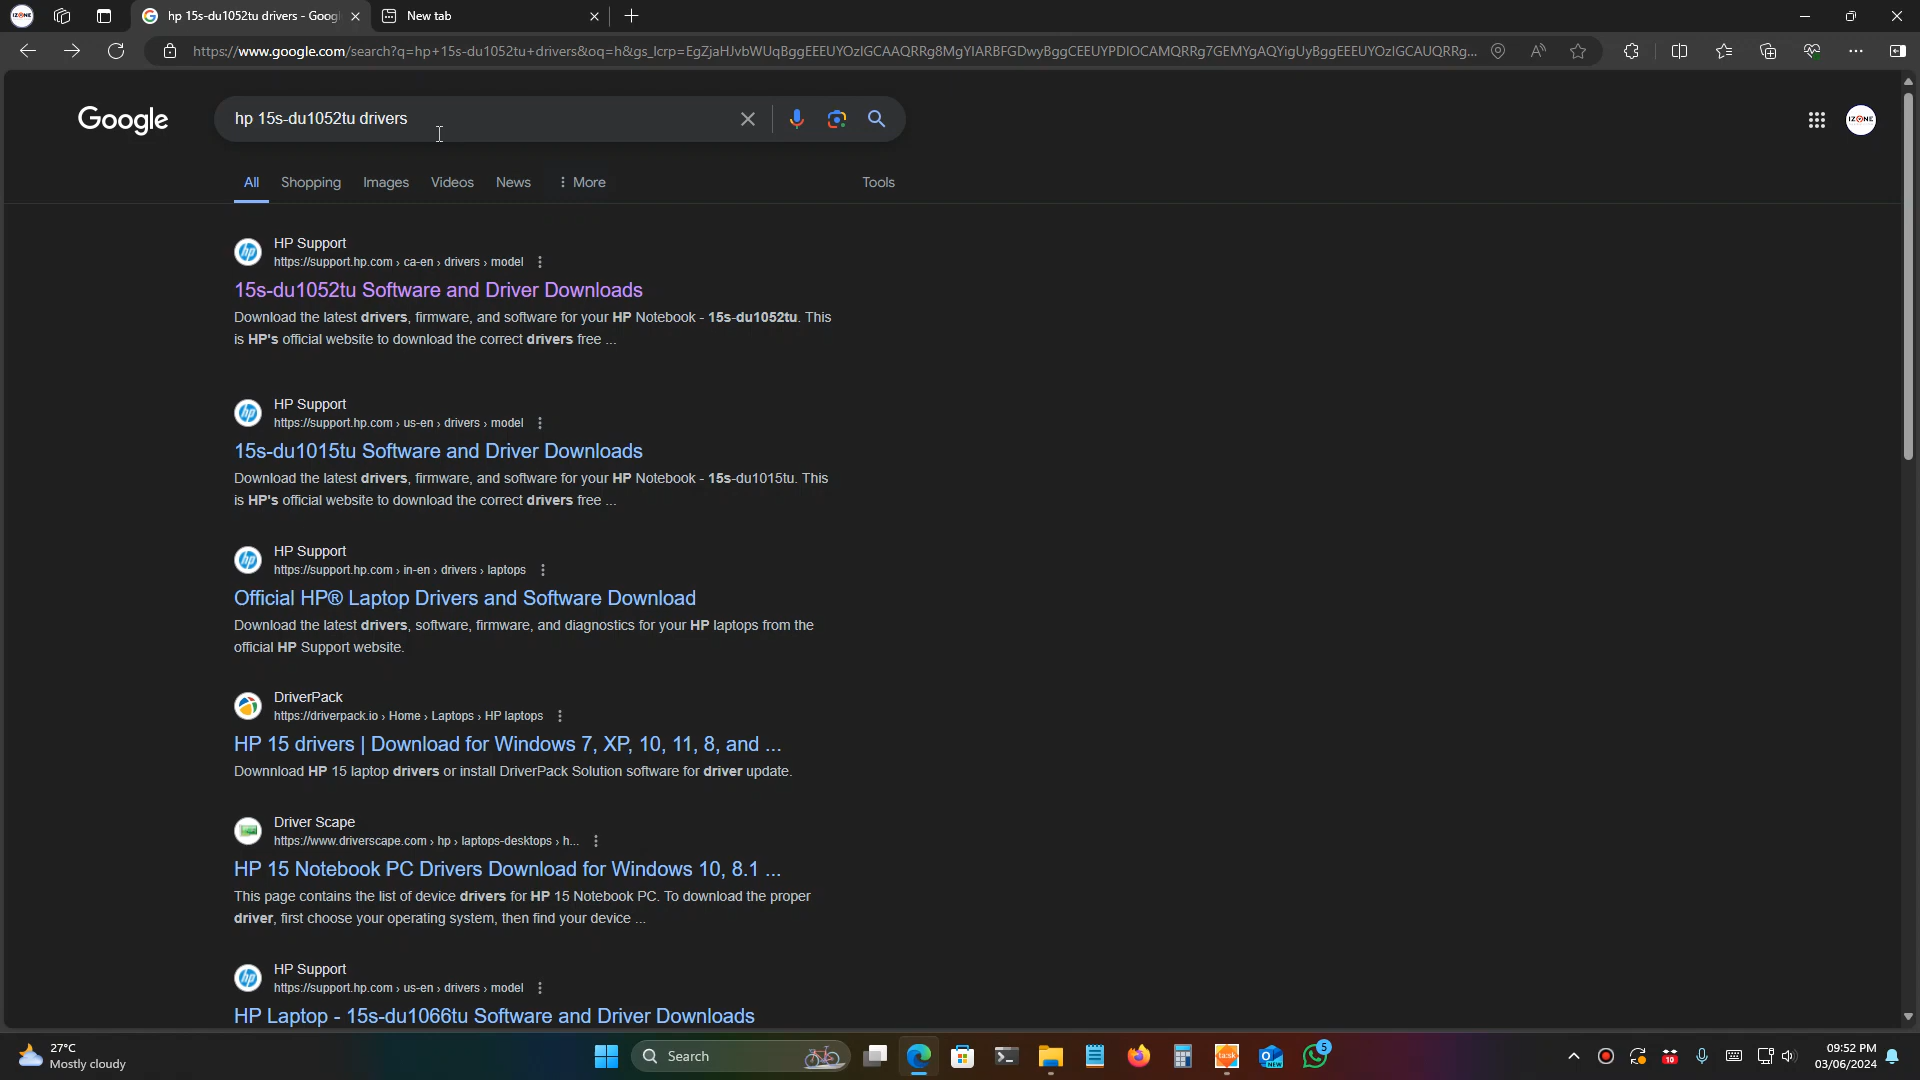 IZONE
hp 15s-du1052tu drivers - Googl
New tab
https://www.google.com/search?q=hp+15s-du1052tu+drivers&oq=h&gs_lcrp=EgZjaHJvbWUqBggEEEUYOzIGCAAQRRg8MgYIARBFGDwyBggCEEUYPDIOCAMQRRg7GEMYgAQYigUyBggEEEUYOzIGCAUQRRg...
Google
hp 15s-du1052tu drivers
IZONE
All
Shopping
Images
Videos
News
More
Tools
HP Support
https://support.hp.com › ca-en › drivers › model
15s-du1052tu Software and Driver Downloads
Download the latest drivers, firmware, and software for your HP Notebook - 15s-du1052tu. This
is HP's official website to download the correct drivers free ...
HP Support
https://support.hp.com › us-en › drivers › model
15s-du1015tu Software and Driver Downloads
Download the latest drivers, firmware, and software for your HP Notebook - 15s-du1015tu. This
is HP's official website to download the correct drivers free ...
HP Support
https://support.hp.com › in-en › drivers › laptops
Official HP® Laptop Drivers and Software Download
Download the latest drivers, software, firmware, and diagnostics for your HP laptops from the
official HP Support website.
DriverPack
https://driverpack.io › Home › Laptops › HP laptops
HP 15 drivers | Download for Windows 7, XP, 10, 11, 8, and ...
Downnload HP 15 laptop drivers or install DriverPack Solution software for driver update.
Driver Scape
https://www.driverscape.com › hp › laptops-desktops › h...
HP 15 Notebook PC Drivers Download for Windows 10, 8.1 ...
This page contains the list of device drivers for HP 15 Notebook PC. To download the proper
driver, first choose your operating system, then find your device ...
HP Support
https://support.hp.com › us-en › drivers › model
HP Laptop - 15s-du1066tu Software and Driver Downloads
27°C
Mostly cloudy
Search
ta:sk
NEW
5
10
09:52 PM
03/06/2024